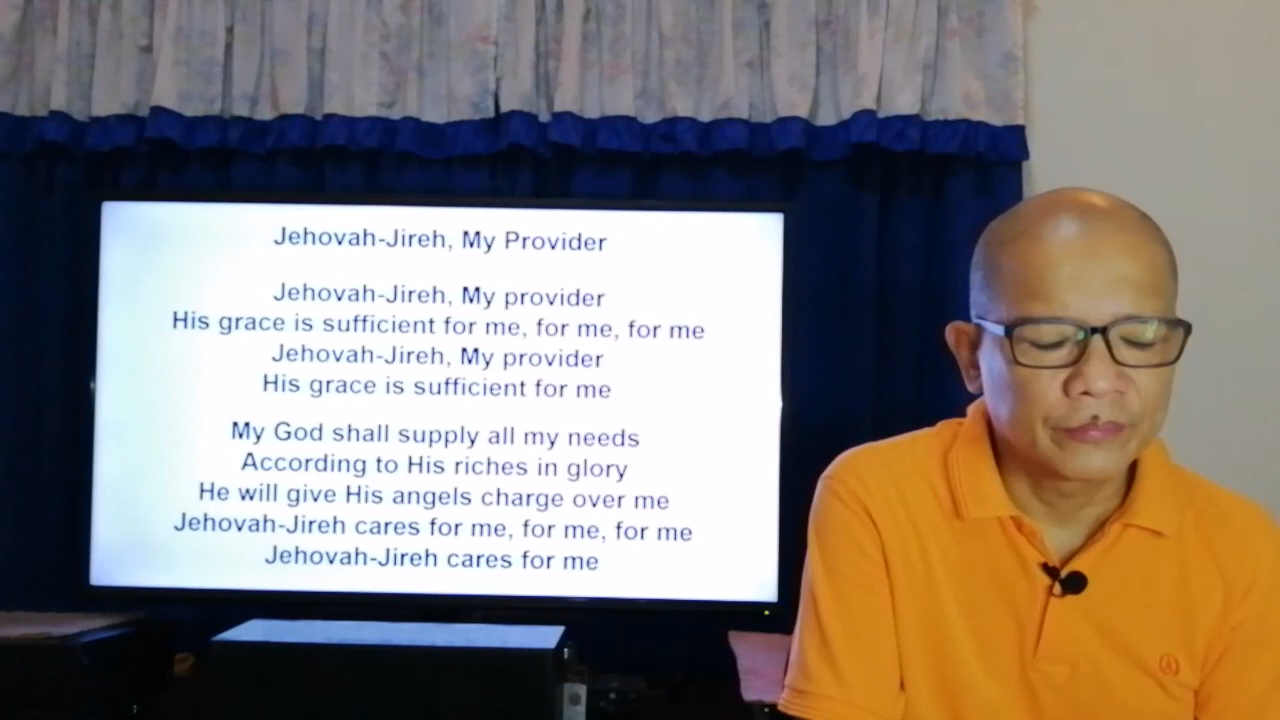 Jehovah-Jireh, My Provider
Jehovah-Jireh, My provider
His grace is sufficient for me, for me, for me
Jehovah-Jireh, My provider
His grace is sufficient for me
My God shall supply all my needs
According to His riches in glory
He will give His angels charge over me
Jehovah-Jireh cares for me, for me, for me
Jehovah-Jireh cares for me